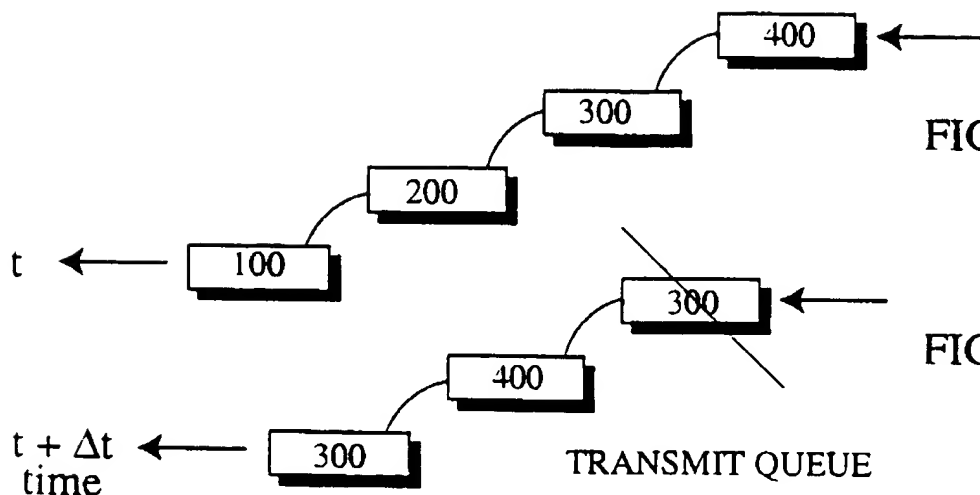 400
300
FIG
200
t
100
300
FIG
400
t + Δt
time
300
TRANSMIT QUEUE